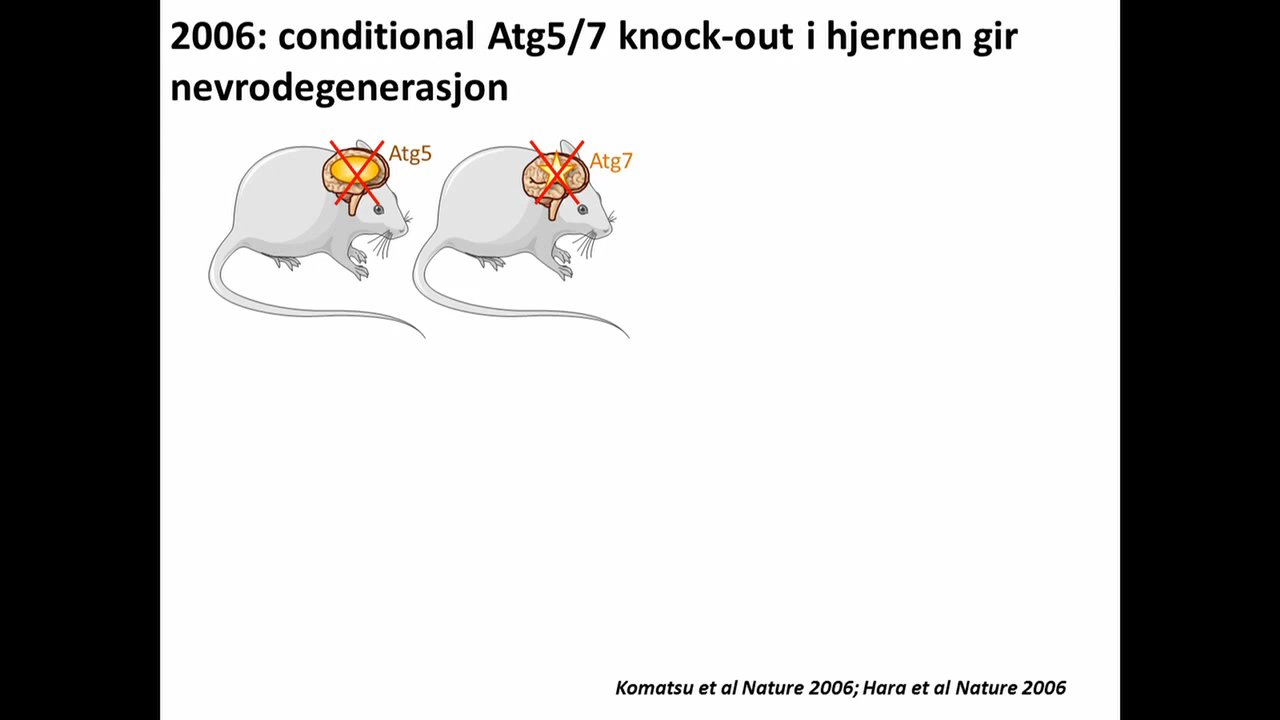 2006: conditional Atg5/7 knock-out i hjernen gir
nevrodegenerasjon
Atg5
Atg7
Komatsu et al Nature 2006; Hara et al Nature 2006